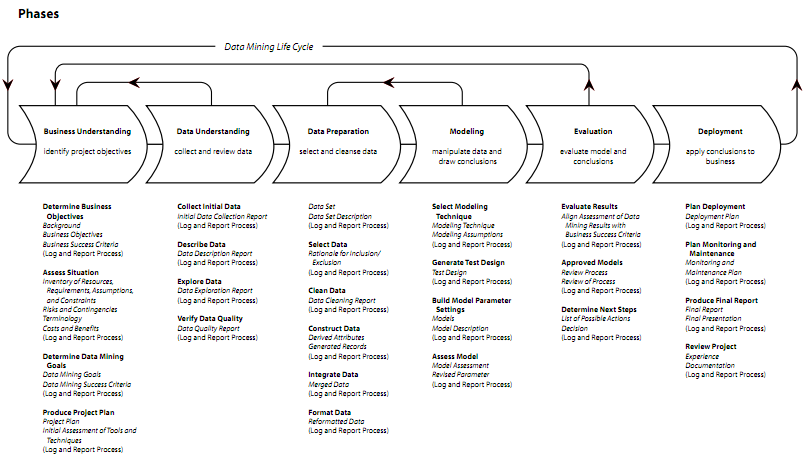 Phases
Data Mining Life Cycle
Business Understanding
identify project objectives
Data Understanding
collect and review data
Data Preparation
select and cleanse data
Modeling
manipulate data and
draw conclusions
Evaluation
evaluate model and
conclusions
Deployment
apply conclusions to
business
Determine Business
Objectives
Background
Business Objectives
Business Success Criteria
(Log and Report Process)
Assess Situation
Inventory of Resources,
Requirements, Assumptions,
and Constraints
Risks and Contingencies
Terminology
Costs and Benefits
(Log and Report Process)
Determine Data Mining
Goals
Data Mining Goals
Data Mining Success Criteria
(Log and Report Process)
Produce Project Plan
Project Plan
Initial Assessment of Tools and
Techniques
(Log and Report Process)
Collect Initial Data
Initial Data Collection Report
(Log and Report Process)
Describe Data
Data Description Report
(Log and Report Process)
Explore Data
Data Exploration Report
(Log and Report Process)
Verify Data Quality
Data Quality Report
(Log and Report Process)
Data Set
Data Set Description
(Log and Report Process)
Select Data
Rationale for Inclusion/
Exclusion
(Log and Report Process)
Clean Data
Data Cleaning Report
(Log and Report Process)
Construct Data
Derived Attributes
Generated Records
(Log and Report Process)
Integrate Data
Merged Data
(Log and Report Process)
Format Data
Reformatted Data
(Log and Report Process)
Select Modeling
Technique
Modeling Technique
Modeling Assumptions
(Log and Report Process)
Generate Test Design
Test Design
(Log and Report Process)
Build Model Parameter
Settings
Models
Model Description
(Log and Report Process)
Assess Model
Model Assessment
Revised Parameter
(Log and Report Process)
Evaluate Results
Align Assessment of Data
Mining Results with
Business Success Criteria
(Log and Report Process)
Approved Models
Review Process
Review of Process
(Log and Report Process)
Determine Next Steps
List of Possible Actions
Decision
(Log and Report Process)
Plan Deployment
Deployment Plan
(Log and Report Process)
Plan Monitoring and
Maintenance
Monitoring and
Maintenance Plan
(Log and Report Process)
Produce Final Report
Final Report
Final Presentation
(Log and Report Process)
Review Project
Experience
Documentation
(Log and Report Process)